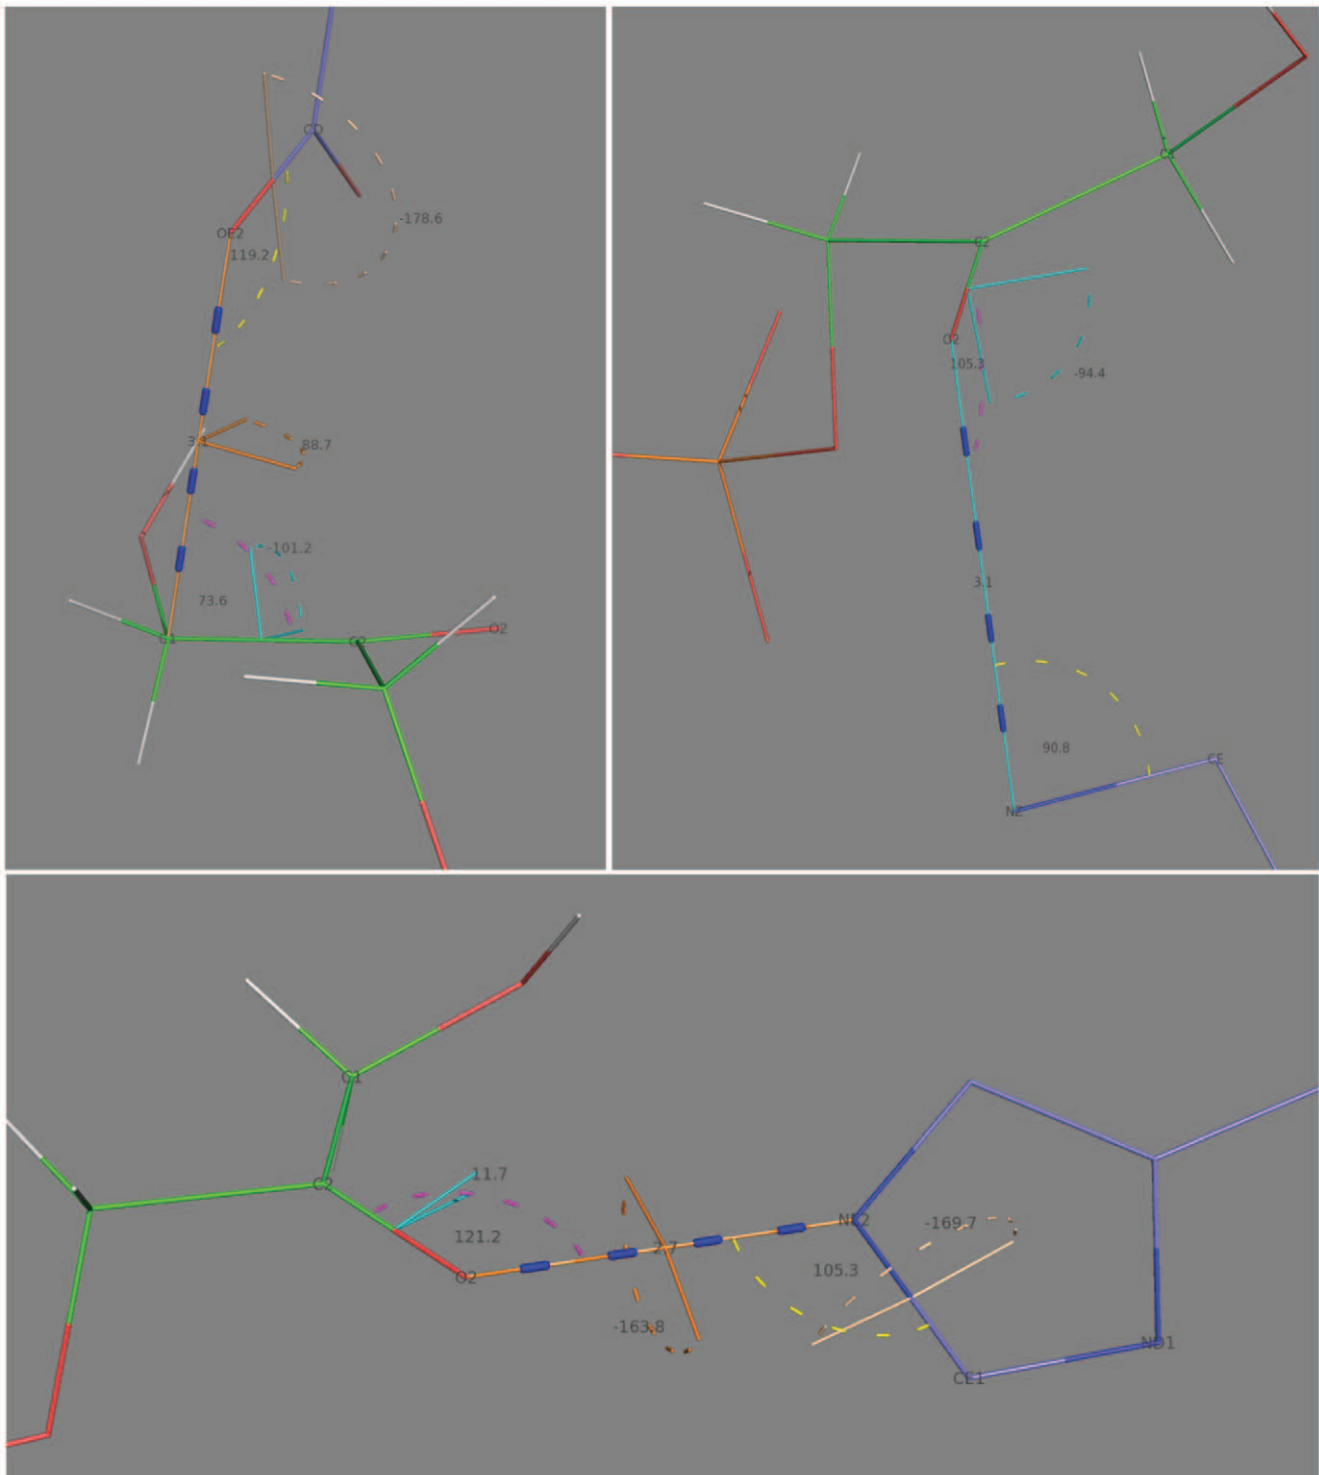 CD
-178.6
OE2
119.2
3.1
88.7
-101.2
73.6
C1
C2
O2
C1
C2
O2
105.3
-94.4
3.1
90.8
CE
NZ
C1
C2
11.7
121.2
O2
2.7
NE2
-169.7
105.3
-163.8
ND1
CE1